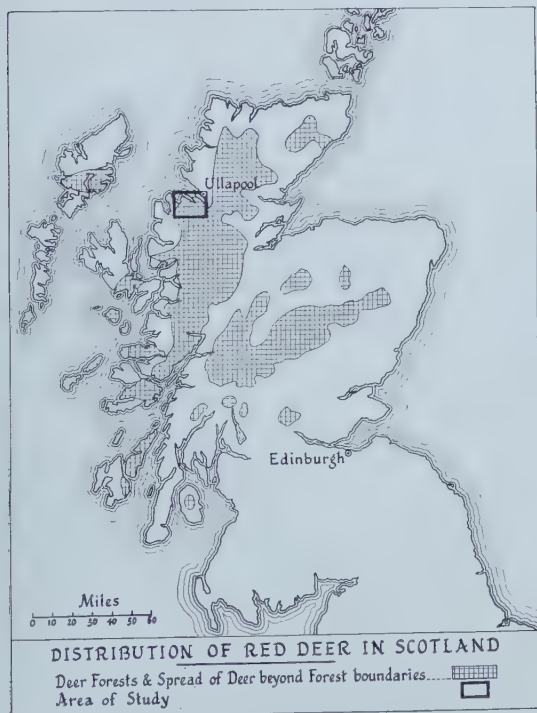 Ullapool
Edinburgh
Miles
0 10 20 30 40 50 60
DISTRIBUTION OF RED DEER IN SCOTLAND
Deer Forests & Spread of Deer beyond Forest boundaries
Area of Study